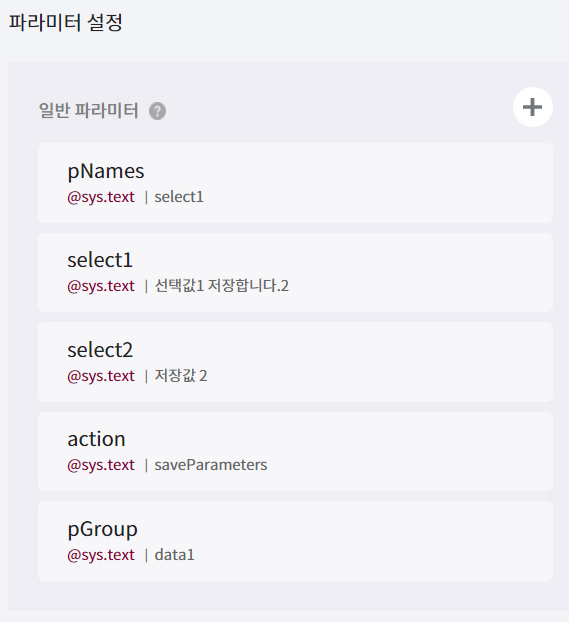 파라미터 설정
일반 파라미터 ?
pNames
@sys.text | select1
select1
@sys.text | 선택값1 저장합니다.2
select2
@sys.text | 저장값 2
action
@sys.text | saveParameters
pGroup
@sys.text | data1